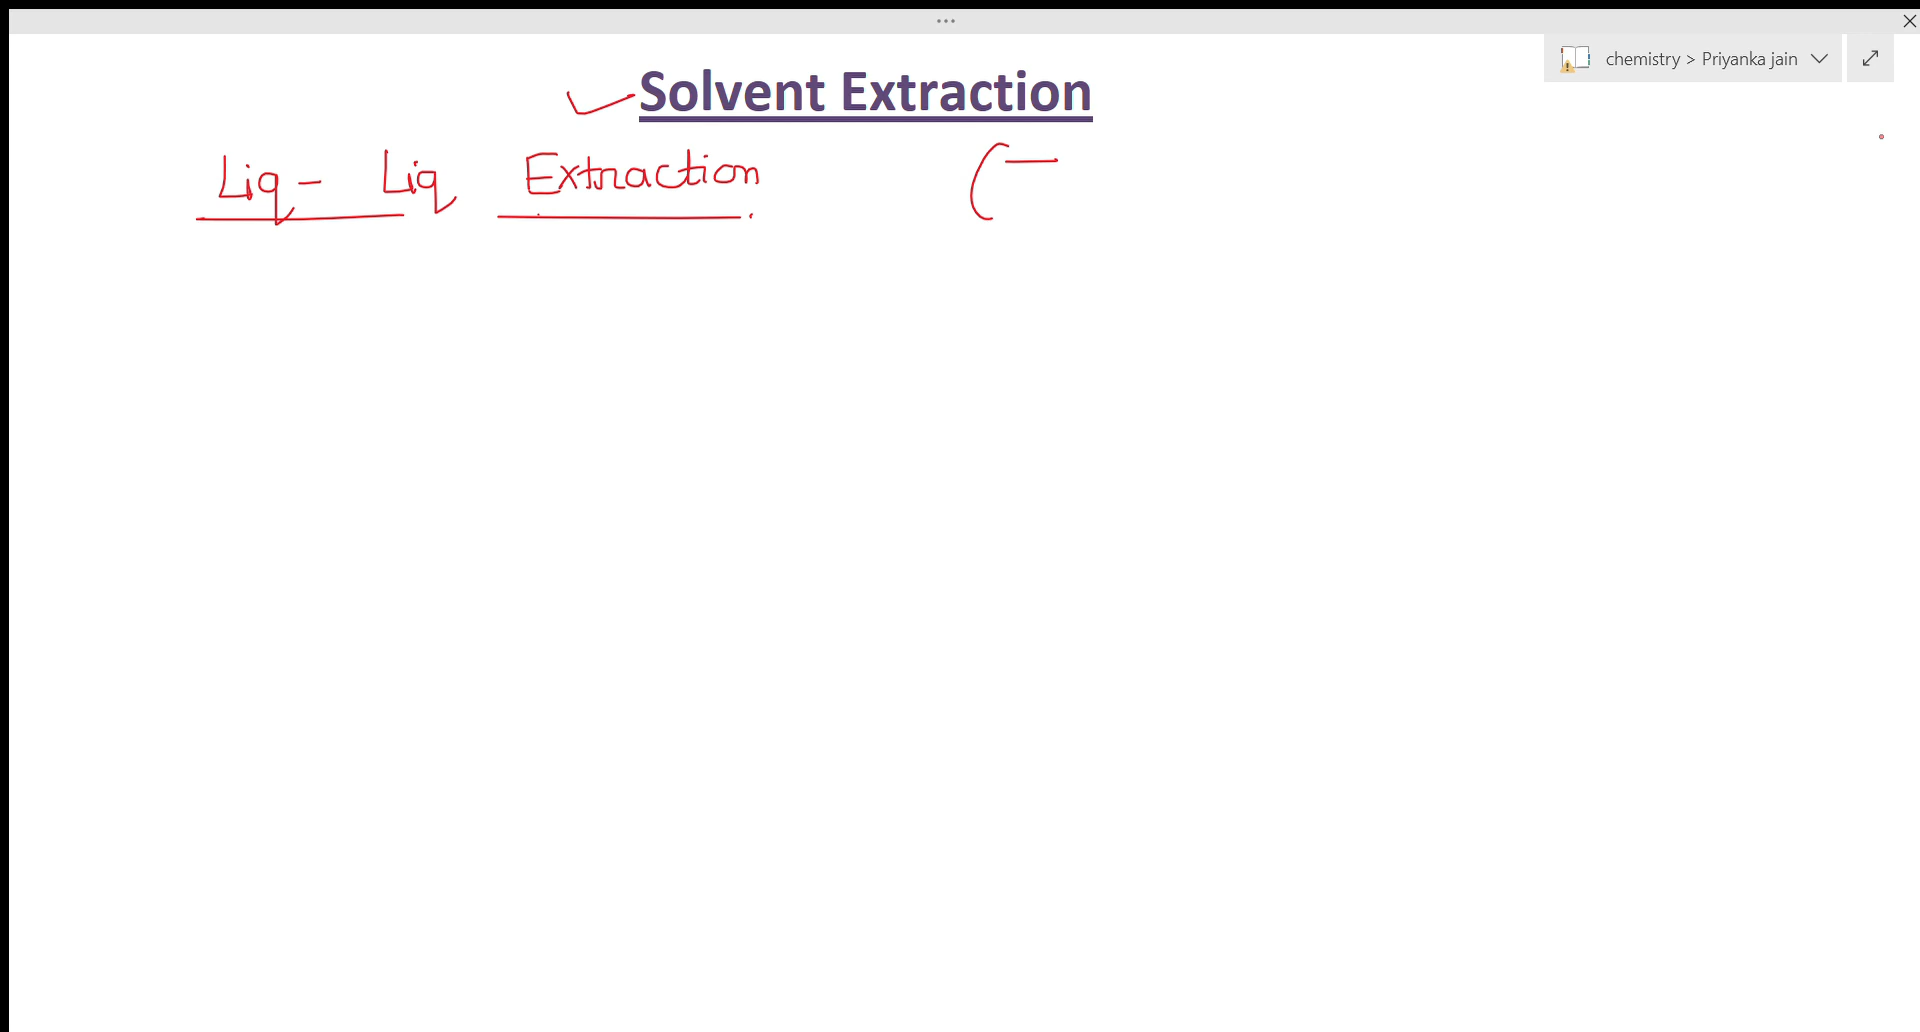 chemistry > Priyanka jain
Solvent Extraction
Liq - Liq Extraction (